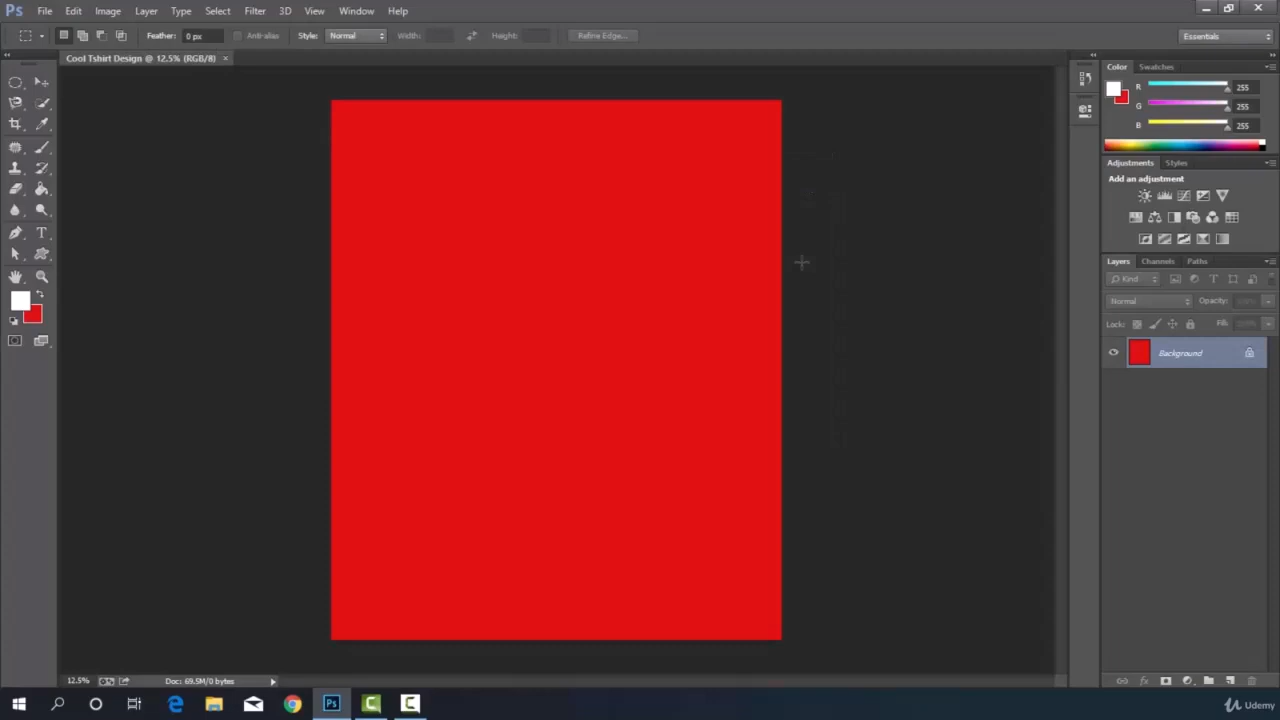 Ps File Edit Image Layer Type Select Filter 3D View Window Help
Feather: 0 px Anti-alias Style: Normal Width: Height: Refine Edge... Essentials
Cool Tshirt Design @ 12.5% (RGB/8) ×
Color Swatches
R 255
G 255
B 255
Adjustments Styles
Add an adjustment
Layers Channels Paths
Kind T
Normal Opacity:
Lock: Fill:
Background
T
12.5% Doc: 69.5M/0 bytes
Ps
Udemy